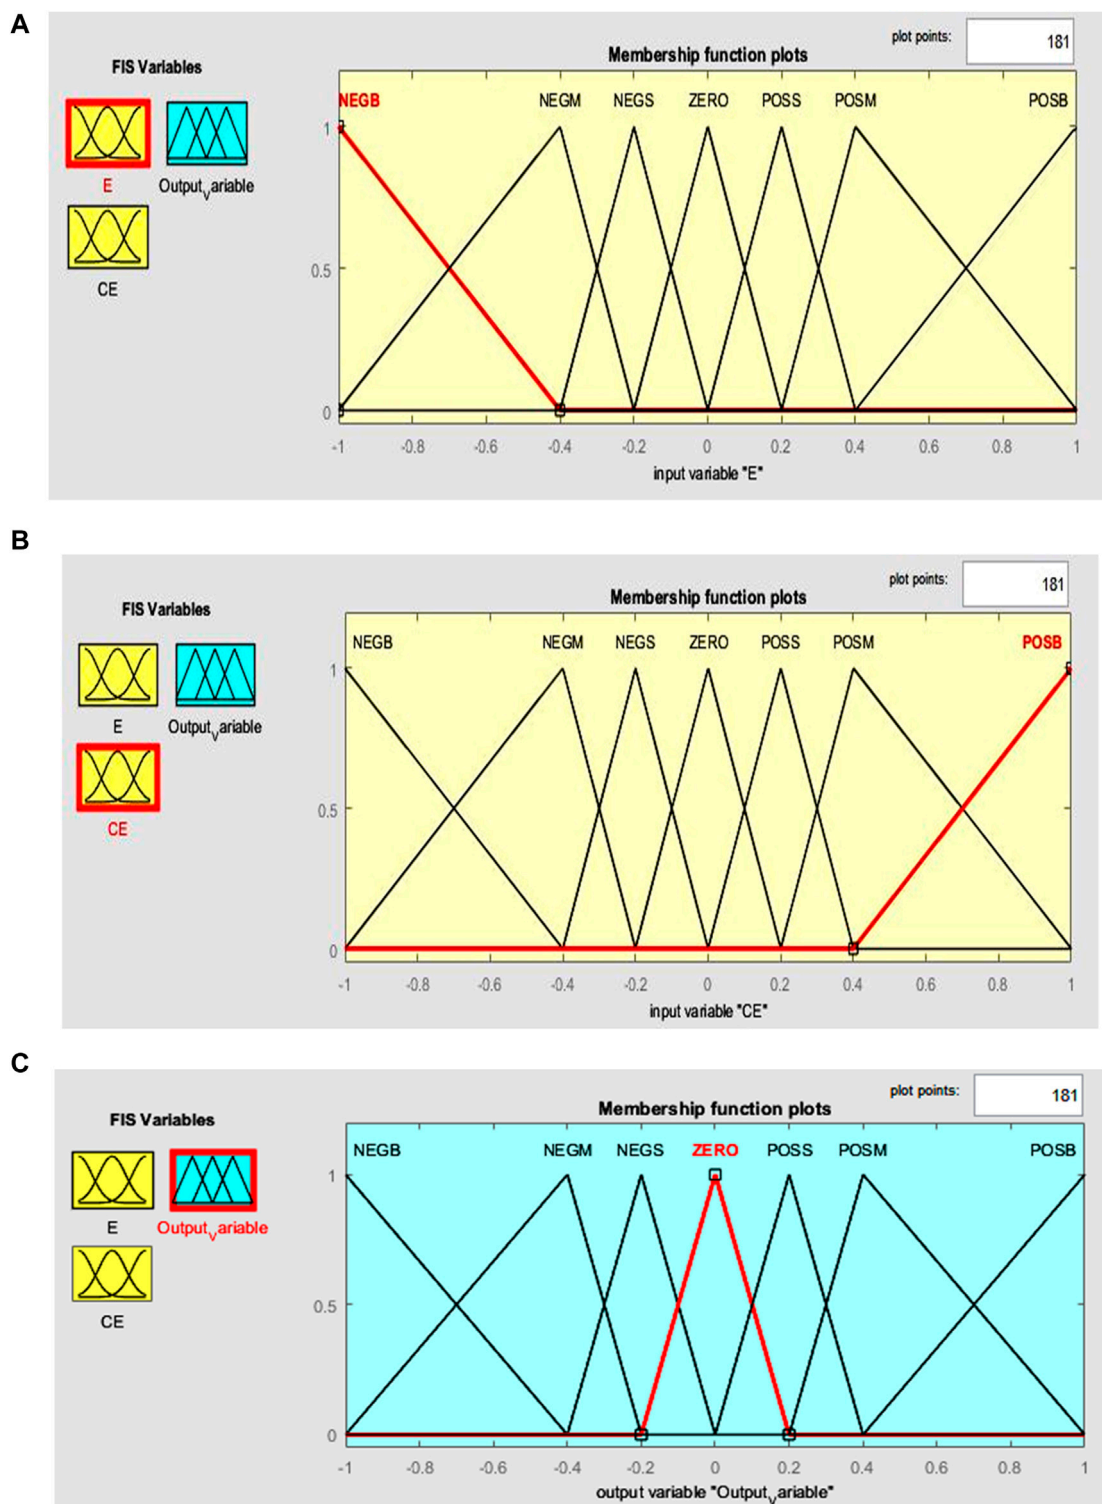 A
plot points: 181
FIS Variables
Membership function plots
NEGB NEGM NEGS ZERO POSS POSM POSB
1
E Output_Variable
0.5
CE
0
-1 -0.8 -0.6 -0.4 -0.2 0 0.2 0.4 0.6 0.8 1
input variable "E"
B
plot points: 181
FIS Variables
Membership function plots
NEGB NEGM NEGS ZERO POSS POSM POSB
1
E Output_Variable
0.5
CE
0
-1 -0.8 -0.6 -0.4 -0.2 0 0.2 0.4 0.6 0.8 1
input variable "CE"
C
plot points: 181
FIS Variables
Membership function plots
NEGB NEGM NEGS ZERO POSS POSM POSB
1
E Output_Variable
0.5
CE
0
-1 -0.8 -0.6 -0.4 -0.2 0 0.2 0.4 0.6 0.8 1
output variable "Output_Variable"